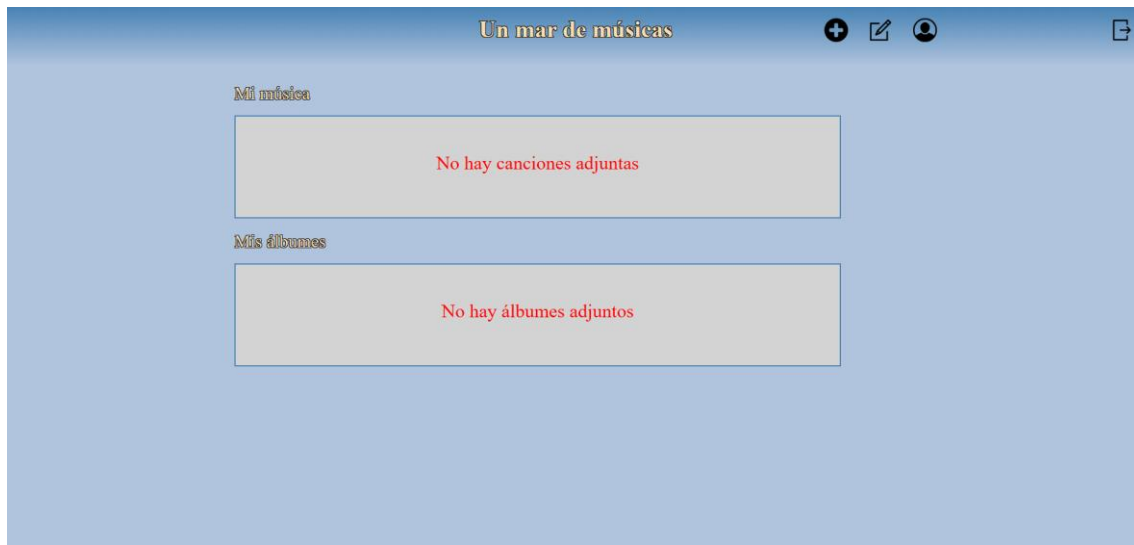 Un mar de músicas
Mi música
No hay canciones adjuntas
Mis álbumes
No hay álbumes adjuntos